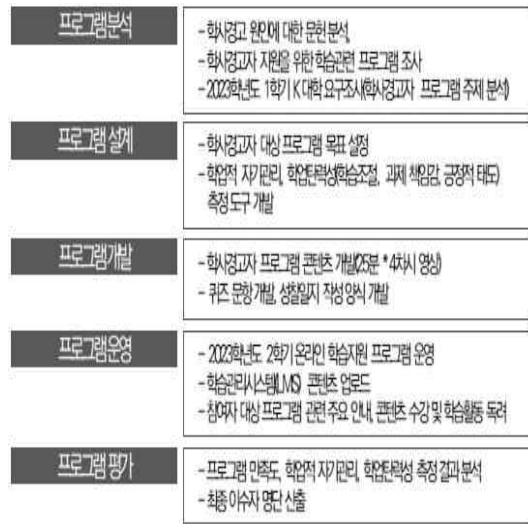 프로그램분석
- 학사경고 원인에 대한 문헌 분석,
- 학사경고자 지원을 위한 학습관련 프로그램 조사
- 2023학년도 1학기 K대학 요구조사(학사경고자 프로그램 주제 분석)
프로그램 설계
- 학사경고자 대상 프로그램 목표 설정
- 학업적 자기관리, 학업탄력성(학습조절, 과제 책임감, 긍정적 태도)
측정 도구 개발
프로그램개발
- 학사경고자 프로그램 콘텐츠 개발(25분 * 4차시 영상)
- 퀴즈 문항 개발, 성찰일지 작성 양식 개발
프로그램운영
- 2023학년도 2학기 온라인 학습지원 프로그램 운영
- 학습관리시스템(LMS) 콘텐츠 업로드
- 참여자 대상 프로그램 관련 주요 안내, 콘텐츠 수강 및 학습활동 독려
프로그램 평가
- 프로그램 만족도, 학업적 자기관리, 학업탄력성 측정 결과 분석
- 최종 이수자 명단 산출